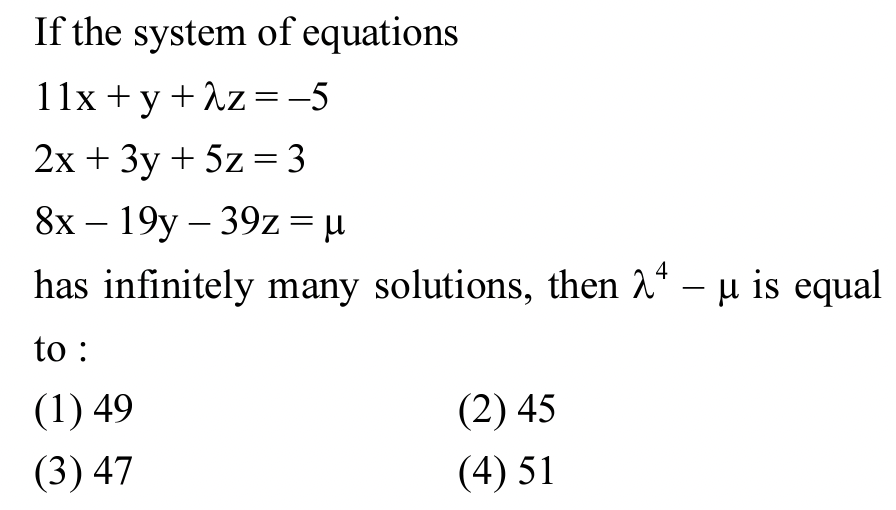 If the system of equations
11x + y + λz = –5
2x + 3y + 5z = 3
8x – 19y – 39z = μ
has infinitely many solutions, then λ⁴ – μ is equal
to :
(1) 49 (2) 45
(3) 47 (4) 51